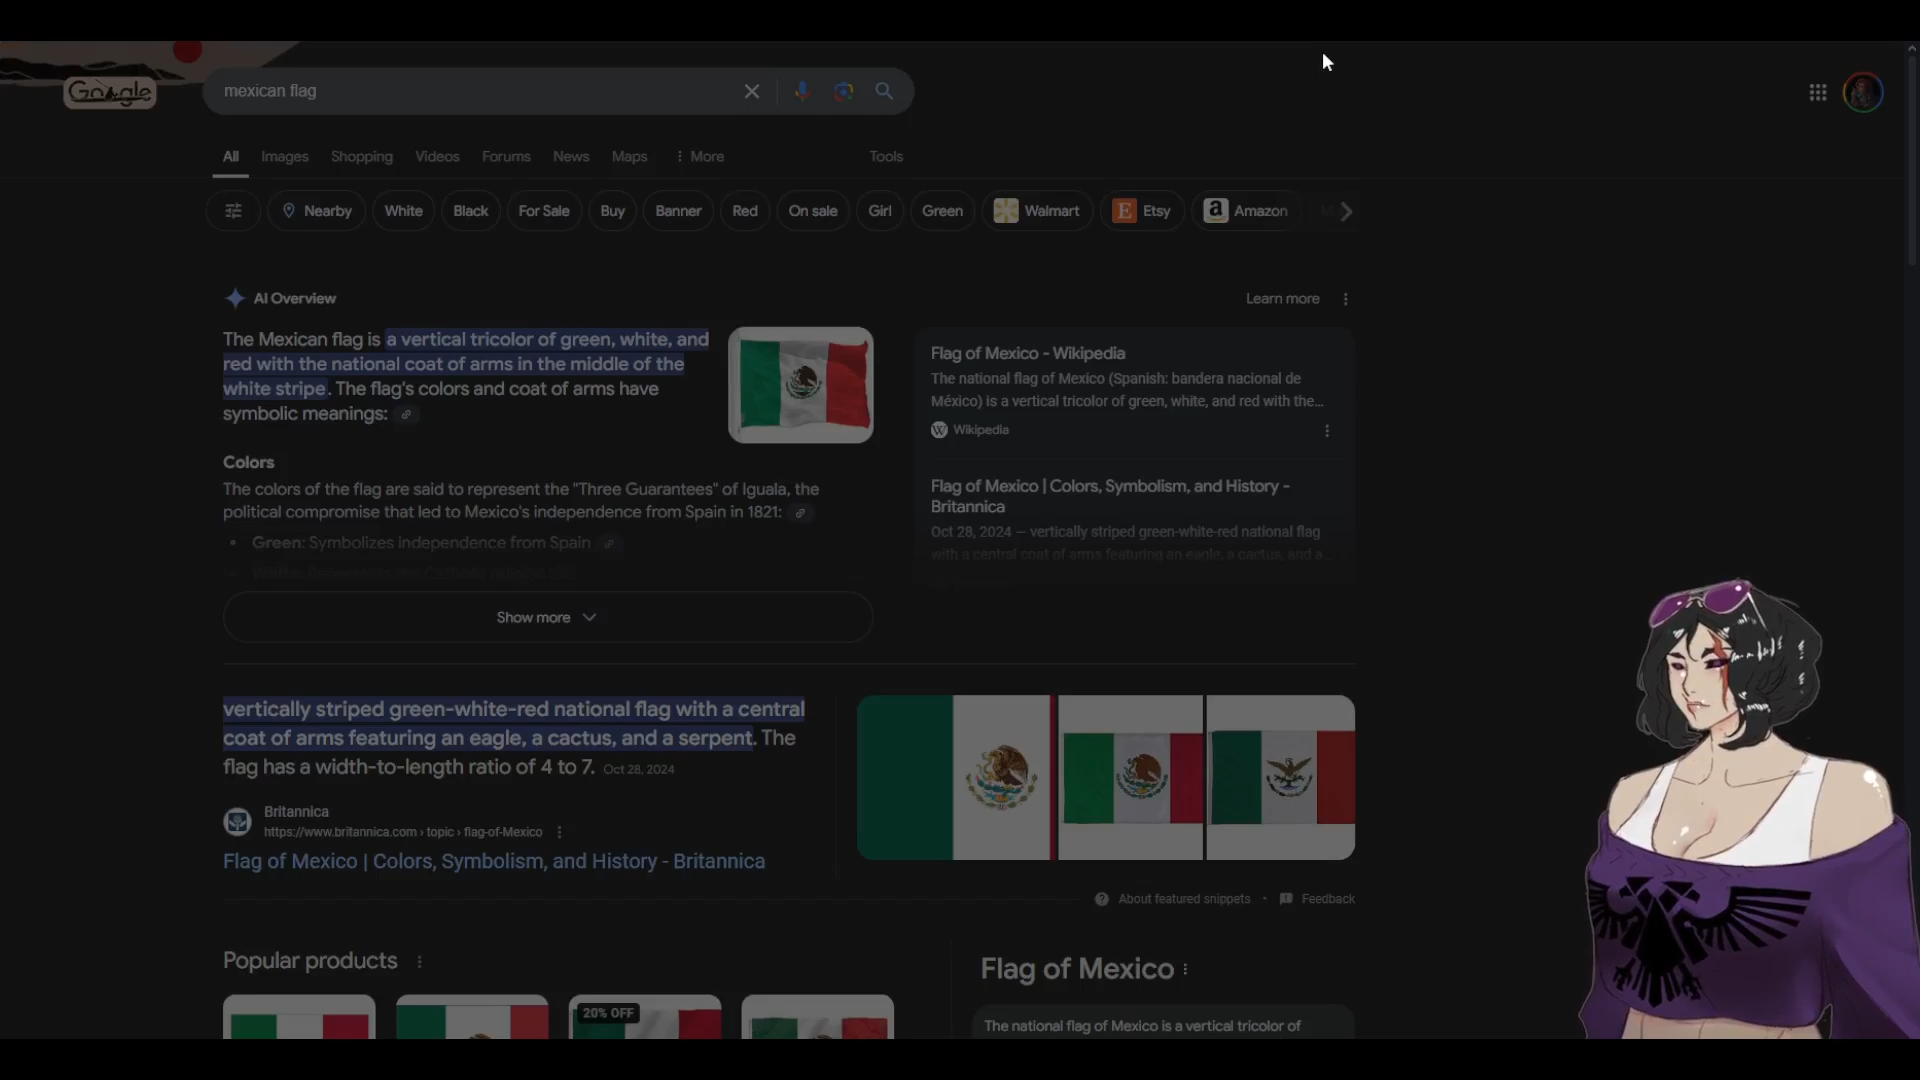 Google
mexican flag
All Images Shopping Videos Forums News Maps More Tools
Nearby White Black For Sale Buy Banner Red On sale Girl Green Walmart Etsy Amazon
AI Overview
Learn more
The Mexican flag is a vertical tricolor of green, white, and
red with the national coat of arms in the middle of the
white stripe. The flag's colors and coat of arms have
symbolic meanings:
Colors
The colors of the flag are said to represent the "Three Guarantees" of Iguala, the
political compromise that led to Mexico's independence from Spain in 1821:
• Green: Symbolizes independence from Spain
Show more
Flag of Mexico - Wikipedia
The national flag of Mexico (Spanish: bandera nacional de
México) is a vertical tricolor of green, white, and red with the...
Wikipedia
Flag of Mexico | Colors, Symbolism, and History -
Britannica
Oct 28, 2024 — vertically striped green-white-red national flag
with a central coat of arms featuring an eagle, a cactus, and a...
vertically striped green-white-red national flag with a central
coat of arms featuring an eagle, a cactus, and a serpent. The
flag has a width-to-length ratio of 4 to 7. Oct 28, 2024
Britannica
https://www.britannica.com › topic › flag-of-Mexico
Flag of Mexico | Colors, Symbolism, and History - Britannica
About featured snippets • Feedback
Popular products
20% OFF
Flag of Mexico
The national flag of Mexico is a vertical tricolor of